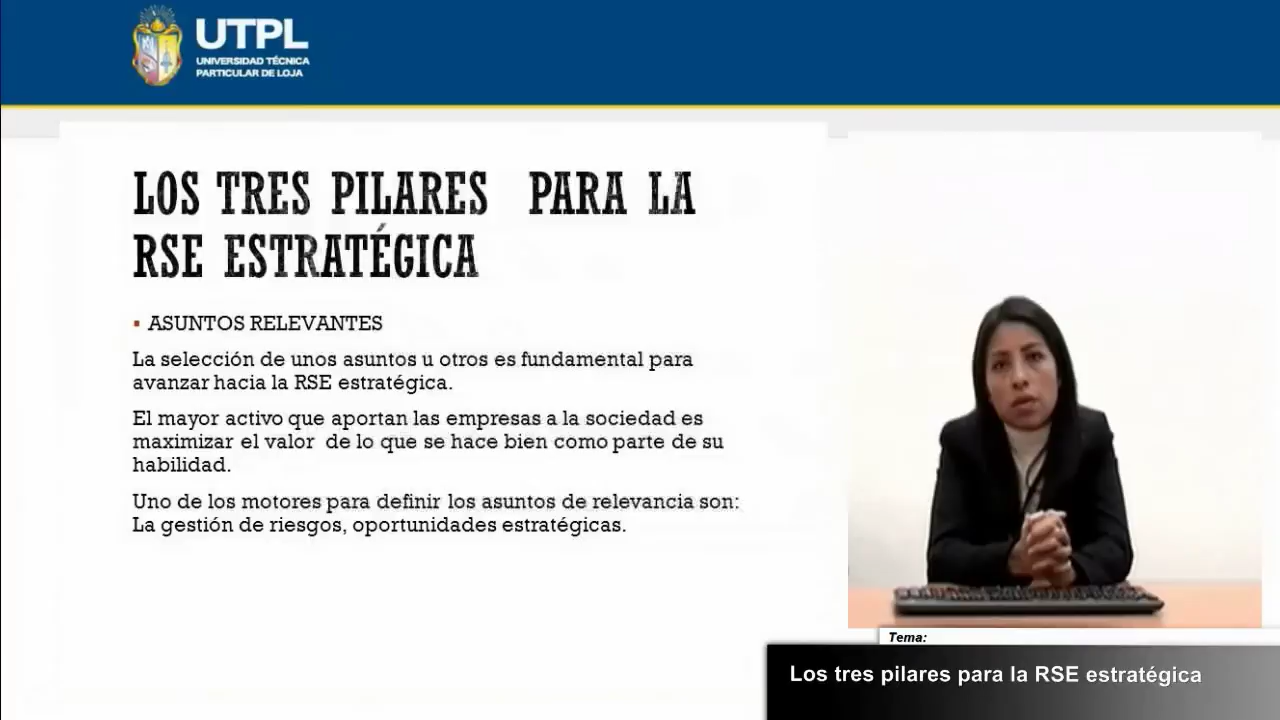 UTPL
UNIVERSIDAD TÉCNICA
PARTICULAR DE LOJA
LOS TRES PILARES PARA LA
RSE ESTRATÉGICA
▪ ASUNTOS RELEVANTES
La selección de unos asuntos u otros es fundamental para
avanzar hacia la RSE estratégica.
El mayor activo que aportan las empresas a la sociedad es
maximizar el valor de lo que se hace bien como parte de su
habilidad.
Uno de los motores para definir los asuntos de relevancia son:
La gestión de riesgos, oportunidades estratégicas.
Tema:
Los tres pilares para la RSE estratégica